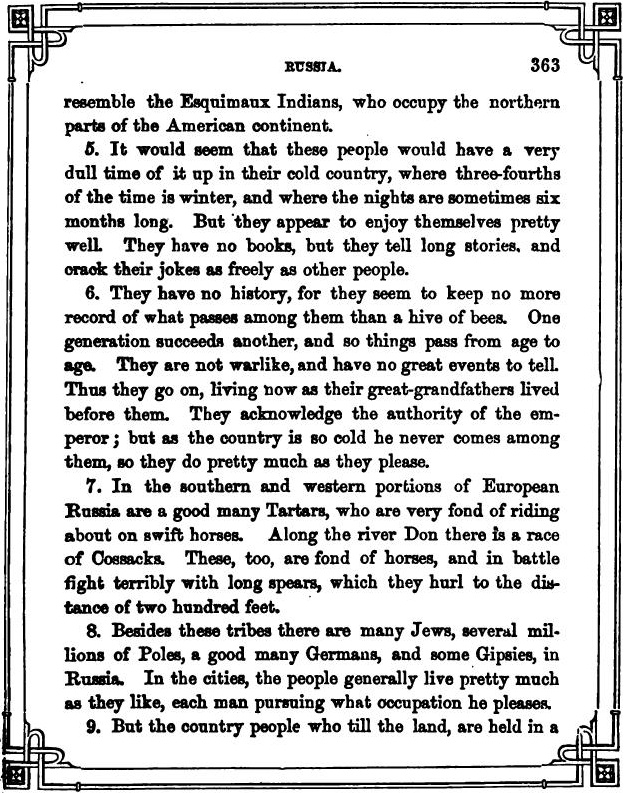 RUSSIA. 363
resemble the Esquimaux Indians, who occupy the northern
parts of the American continent.
5. It would seem that these people would have a very
dull time of it up in their cold country, where three-fourths
of the time is winter, and where the nights are sometimes six
months long. But they appear to enjoy themselves pretty
well. They have no books, but they tell long stories, and
crack their jokes as freely as other people.
6. They have no history, for they seem to keep no more
record of what passes among them than a hive of bees. One
generation succeeds another, and so things pass from age to
age. They are not warlike, and have no great events to tell.
Thus they go on, living now as their great-grandfathers lived
before them. They acknowledge the authority of the em-
peror; but as the country is so cold he never comes among
them, so they do pretty much as they please.
7. In the southern and western portions of European
Russia are a good many Tartars, who are very fond of riding
about on swift horses. Along the river Don there is a race
of Cossacks. These, too, are fond of horses, and in battle
fight terribly with long spears, which they hurl to the dis-
tance of two hundred feet.
8. Besides these tribes there are many Jews, several mil-
lions of Poles, a good many Germans, and some Gipsies, in
Russia. In the cities, the people generally live pretty much
as they like, each man pursuing what occupation he pleases.
9. But the country people who till the land, are held in a